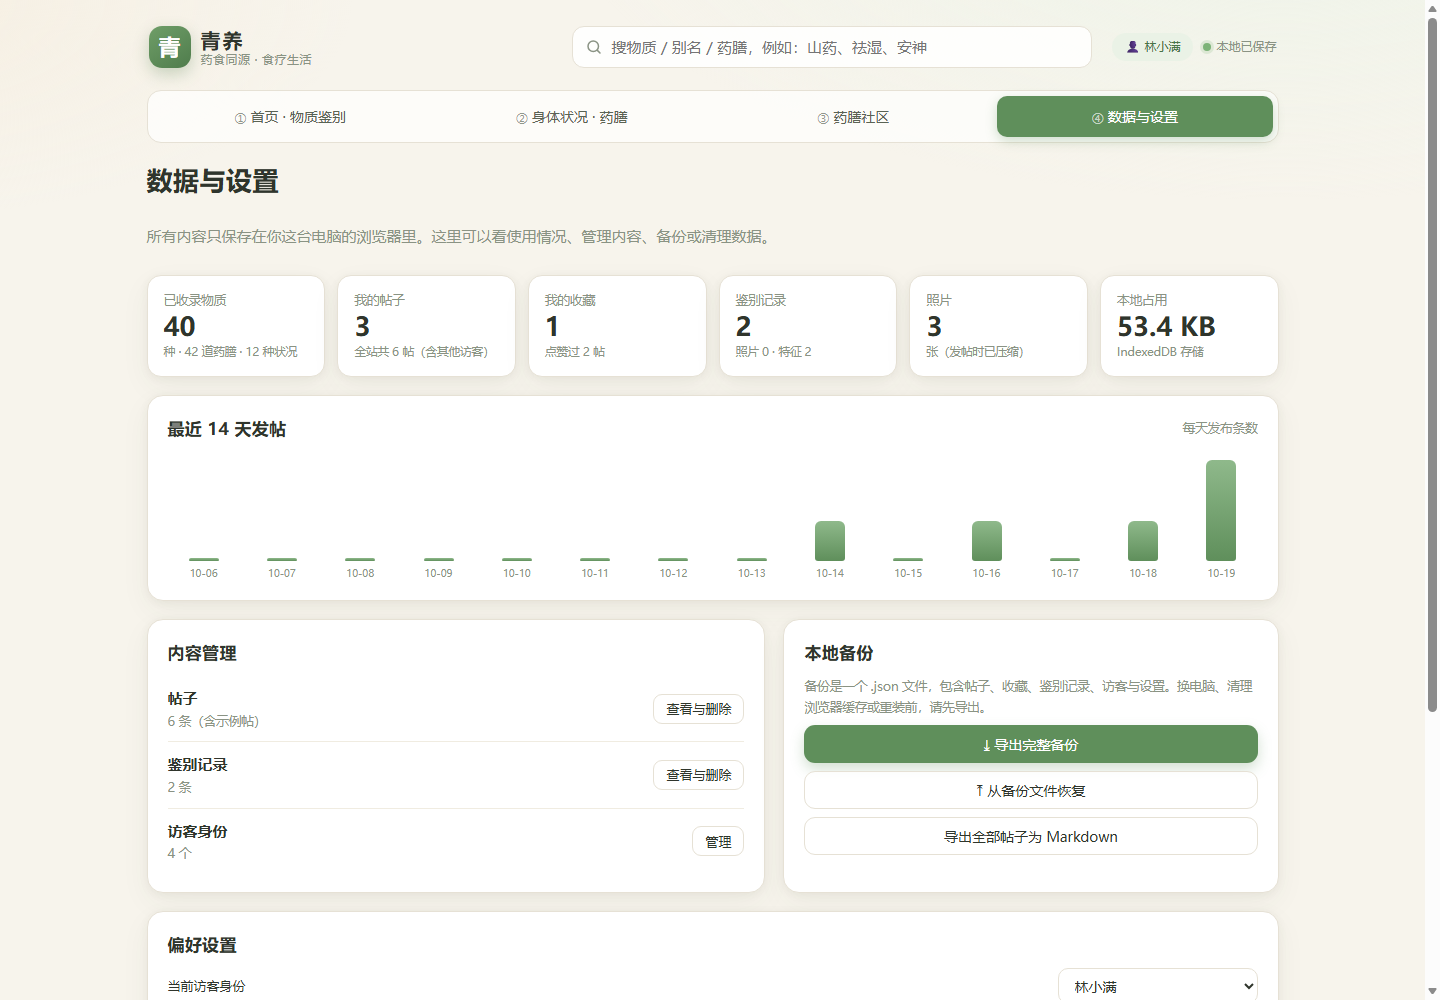 青
青养
药食同源 · 食疗生活
搜物质 / 别名 / 药膳，例如：山药、祛湿、安神
林小满
本地已保存
① 首页 · 物质鉴别
② 身体状况 · 药膳
③ 药膳社区
④ 数据与设置
数据与设置
所有内容只保存在你这台电脑的浏览器里。这里可以看使用情况、管理内容、备份或清理数据。
已收录物质
40
种 · 42 道药膳 · 12 种状况
我的帖子
3
全站共 6 帖（含其他访客）
我的收藏
1
点赞过 2 帖
鉴别记录
2
照片 0 · 特征 2
照片
3
张（发帖时已压缩）
本地占用
53.4 KB
IndexedDB 存储
最近 14 天发帖
每天发布条数
10-06
10-07
10-08
10-09
10-10
10-11
10-12
10-13
10-14
10-15
10-16
10-17
10-18
10-19
内容管理
帖子
6 条（含示例帖）
查看与删除
鉴别记录
2 条
查看与删除
访客身份
4 个
管理
本地备份
备份是一个 .json 文件，包含帖子、收藏、鉴别记录、访客与设置。换电脑、清理
浏览器缓存或重装前，请先导出。
⤓ 导出完整备份
⤒ 从备份文件恢复
导出全部帖子为 Markdown
偏好设置
当前访客身份
林小满